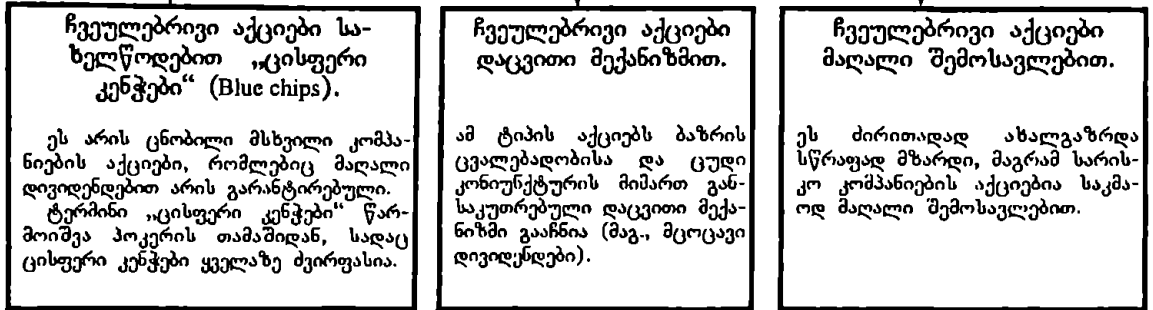 ჩვეულებრივი აქციები სა-
ხელწოდებით „ცისფერი
კენჭები“ (Blue chips).
ეს არის ცნობილი მსხვილი კომპა-
ნიების აქციები, რომლებიც მაღალი
დივიდენდებით არის გარანტირებული.
ტერმინი „ცისფერი კენჭები“ წარ-
მოიშვა პოკერის თამაშიდან, სადაც
ცისფერი კენჭები ყველაზე ძვირფასია.
ჩვეულებრივი აქციები
დაცვითი მექანიზმით.
ამ ტიპის აქციებს ბაზრის
ცვალებადობისა და ცუდი
კონიუნქტურის მიმართ გან-
საკუთრებული დაცვითი მექა-
ნიზმი გააჩნია (მაგ., მცოცავი
დივიდენდები).
ჩვეულებრივი აქციები
მაღალი შემოსავლებით.
ეს ძირითადად ახალგაზრდა
სწრაფად მზარდი, მაგრამ სარის-
კო კომპანიების აქციებია საკმა-
ოდ მაღალი შემოსავლებით.